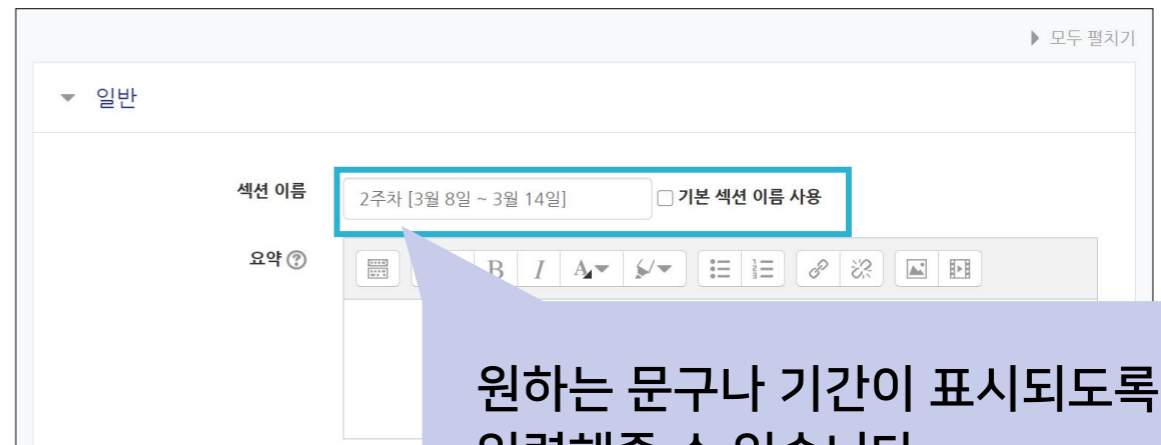 모두 펼치기
일반
섹션 이름
2주차 [3월 8일 ~ 3월 14일]
기본 섹션 이름 사용
요약
B I A
원하는 문구나 기간이 표시되도록